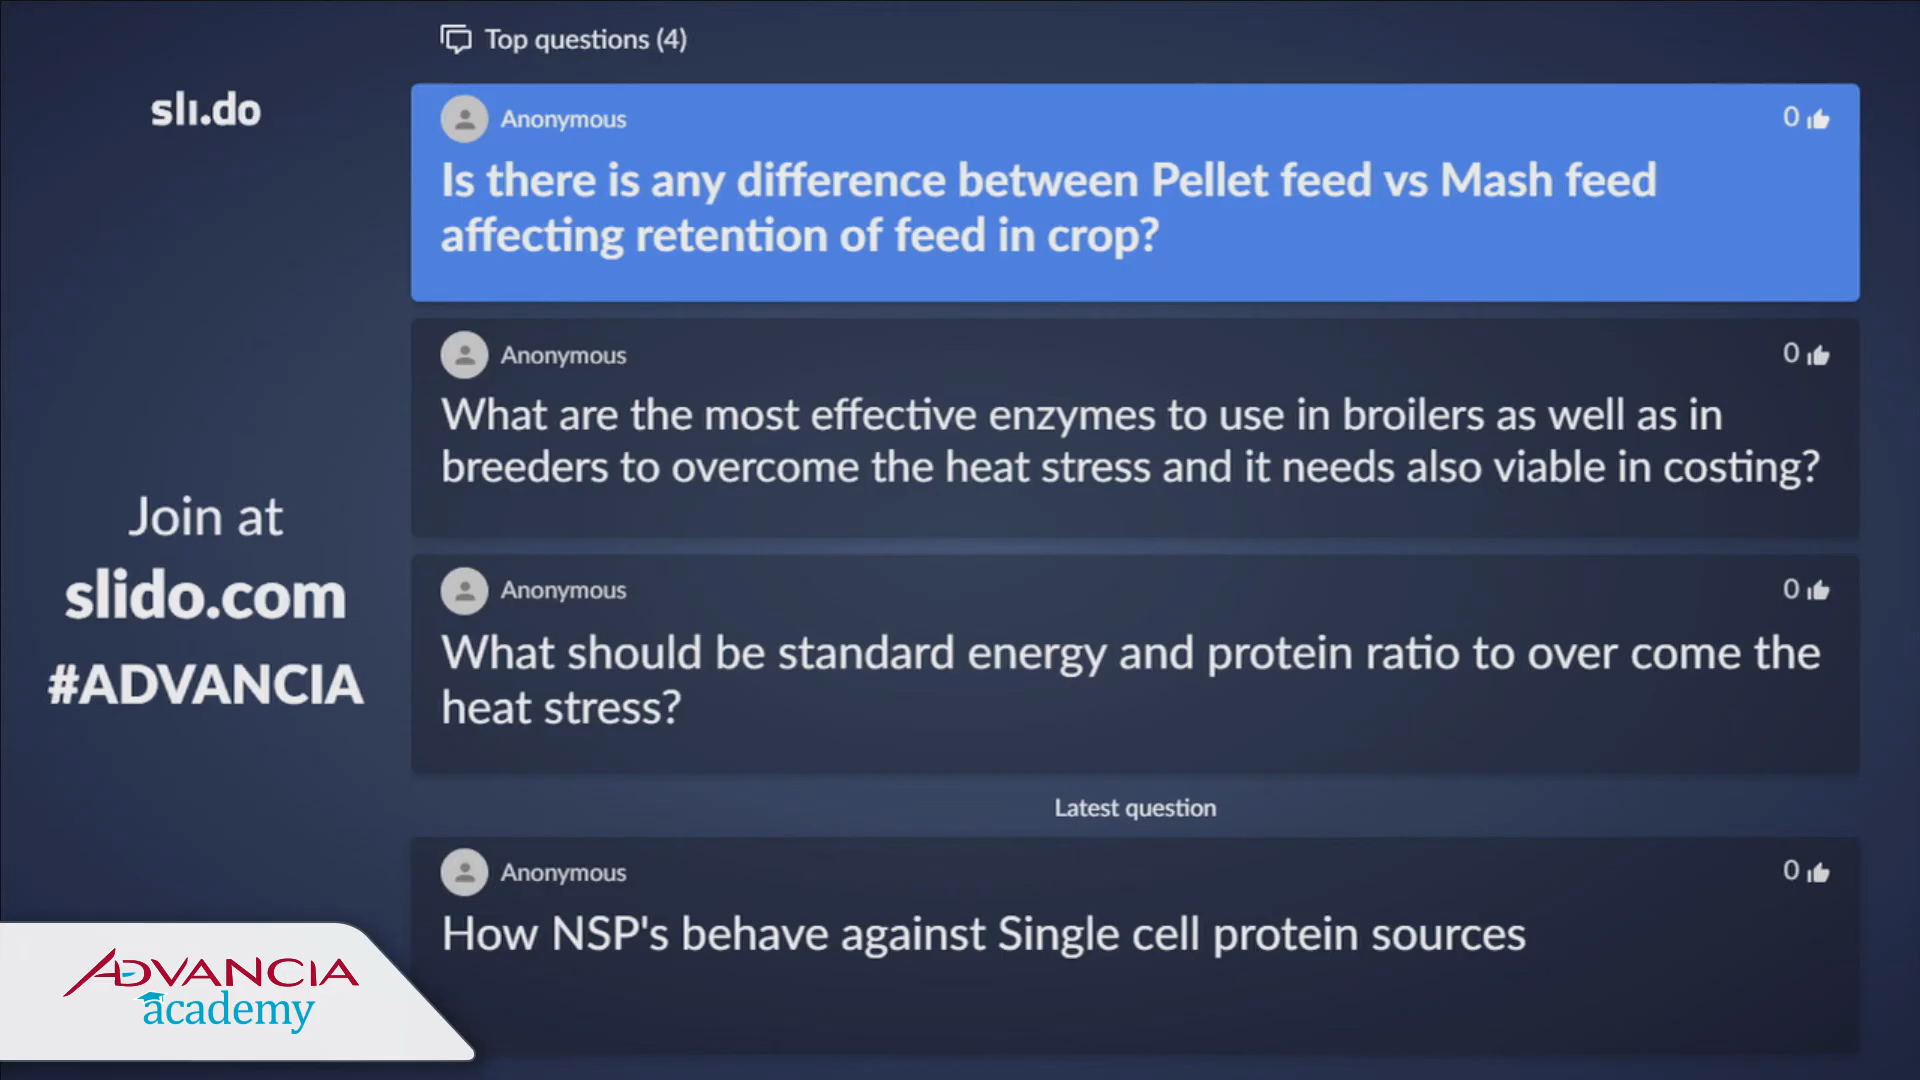 Top questions (4)
sli.do
Anonymous
0
Is there is any difference between Pellet feed vs Mash feed
affecting retention of feed in crop?
Anonymous
0
What are the most effective enzymes to use in broilers as well as in
breeders to overcome the heat stress and it needs also viable in costing?
Join at
slido.com
#ADVANCIA
Anonymous
0
What should be standard energy and protein ratio to over come the
heat stress?
Latest question
Anonymous
0
How NSP's behave against Single cell protein sources
ADVANCIA
academy